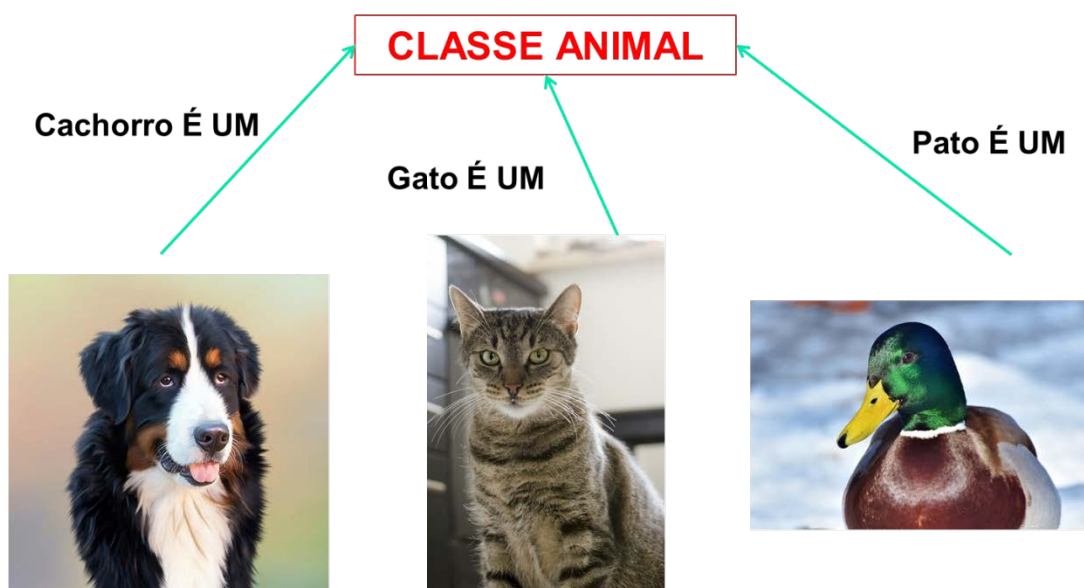 CLASSE ANIMAL
Cachorro É UM
Gato É UM
Pato É UM